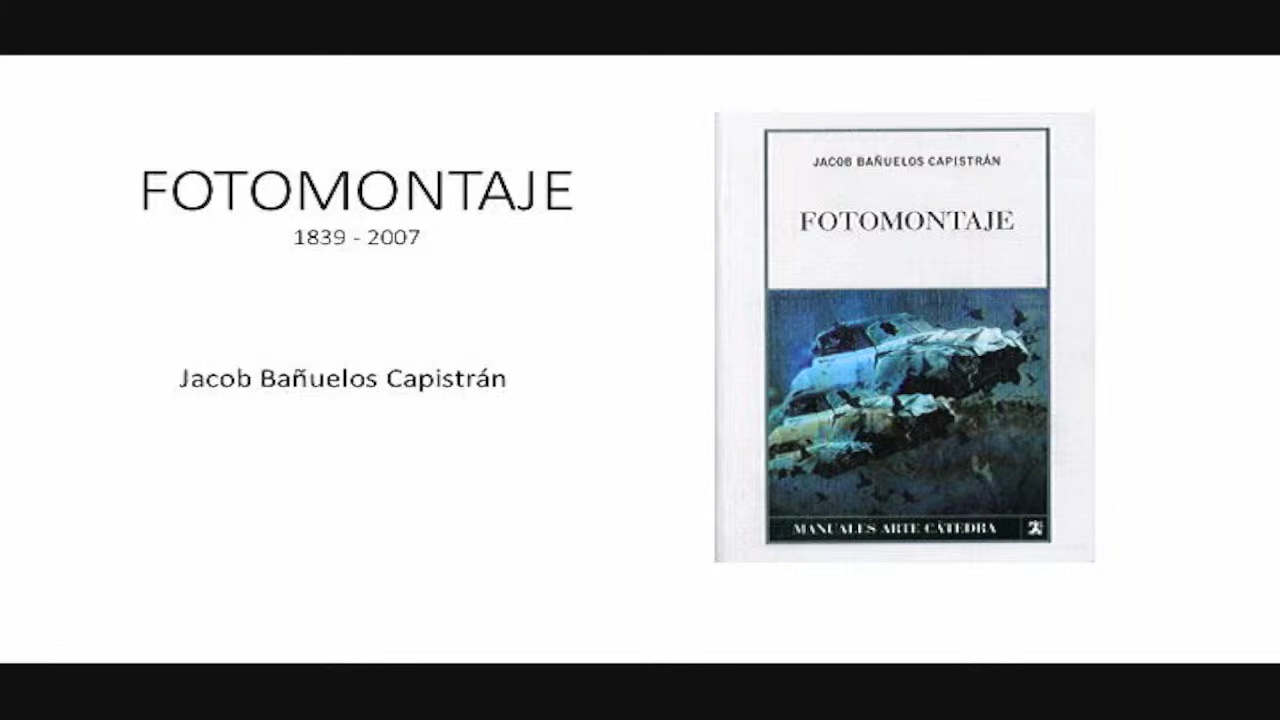 FOTOMONTAJE
1839 - 2007
Jacob Bañuelos Capistrán
JACOB BAÑUELOS CAPISTRÁN
FOTOMONTAJE
MANUALES ARTE CÁTEDRA